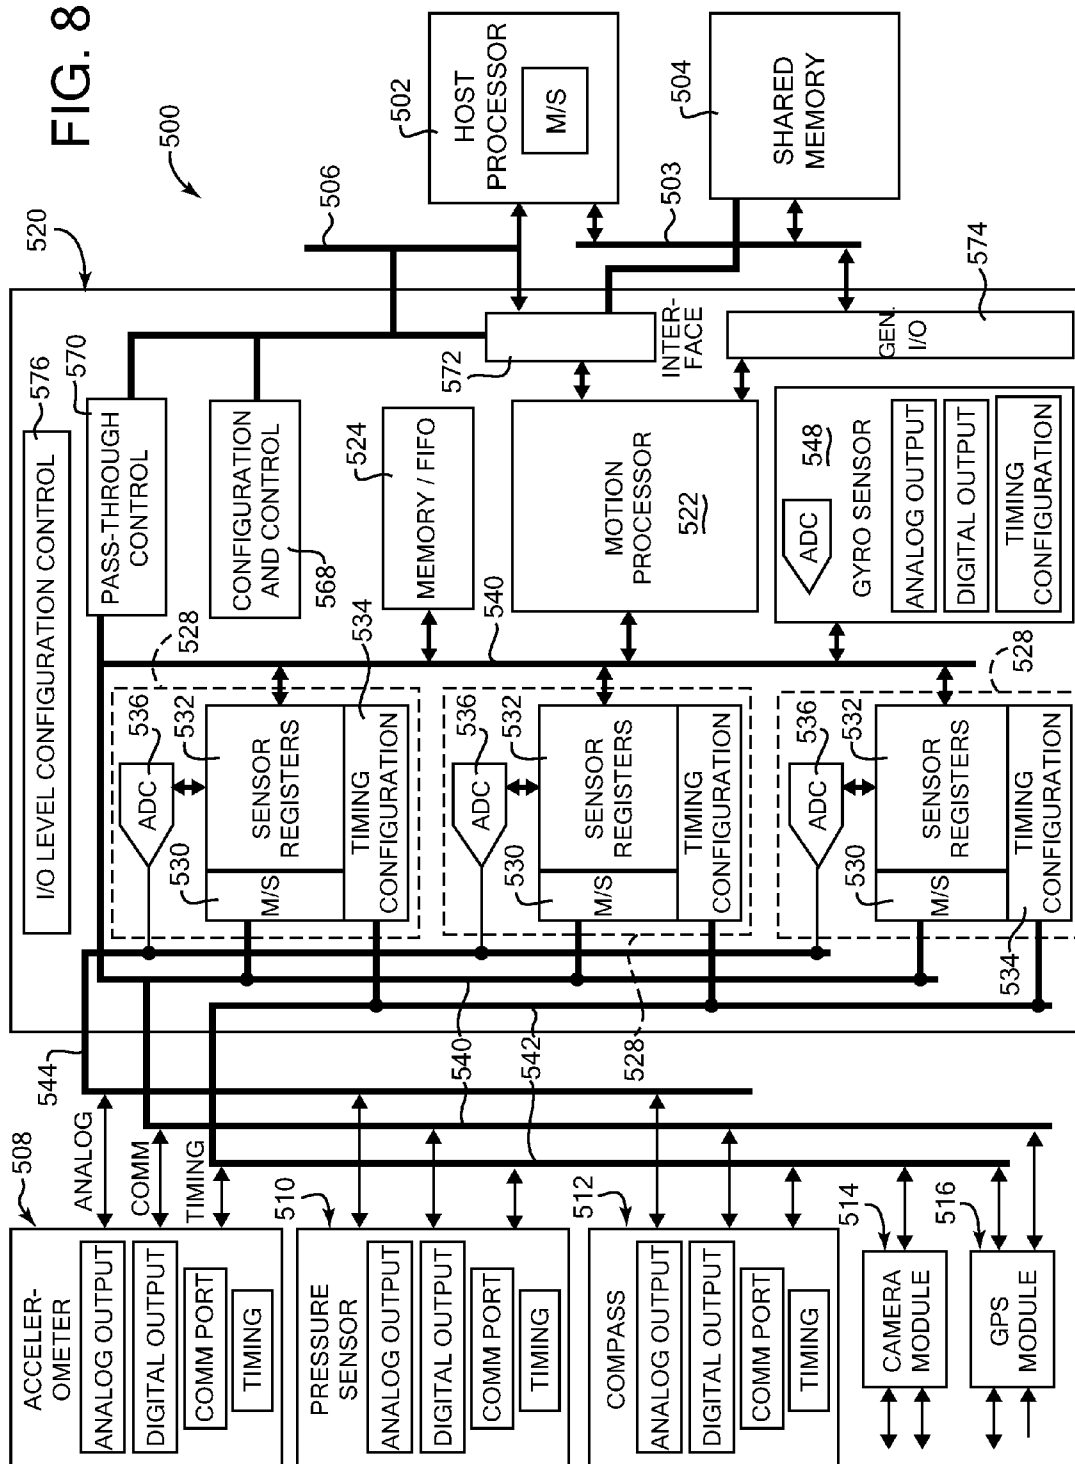 FIG. 8
500
520
506
502
HOST
PROCESSOR
M/S
503
504
SHARED
MEMORY
576
I/O LEVEL CONFIGURATION CONTROL
570
PASS-THROUGH
CONTROL
CONFIGURATION
AND CONTROL
568
524
MEMORY / FIFO
572
INTER-
FACE
MOTION
PROCESSOR
522
574
GEN.
I/O
548
ADC
GYRO SENSOR
ANALOG OUTPUT
DIGITAL OUTPUT
TIMING
CONFIGURATION
540
528
536
ADC
532
SENSOR
REGISTERS
530
M/S
534
TIMING
CONFIGURATION
536
ADC
532
SENSOR
REGISTERS
530
M/S
TIMING
CONFIGURATION
528
528
536
ADC
532
SENSOR
REGISTERS
530
M/S
TIMING
CONFIGURATION
534
544
540
542
508
ACCELER-
OMETER
ANALOG OUTPUT
DIGITAL OUTPUT
COMM PORT
TIMING
ANALOG
COMM
TIMING
510
PRESSURE
SENSOR
ANALOG OUTPUT
DIGITAL OUTPUT
COMM PORT
TIMING
512
COMPASS
ANALOG OUTPUT
DIGITAL OUTPUT
COMM PORT
TIMING
514
CAMERA
MODULE
516
GPS
MODULE